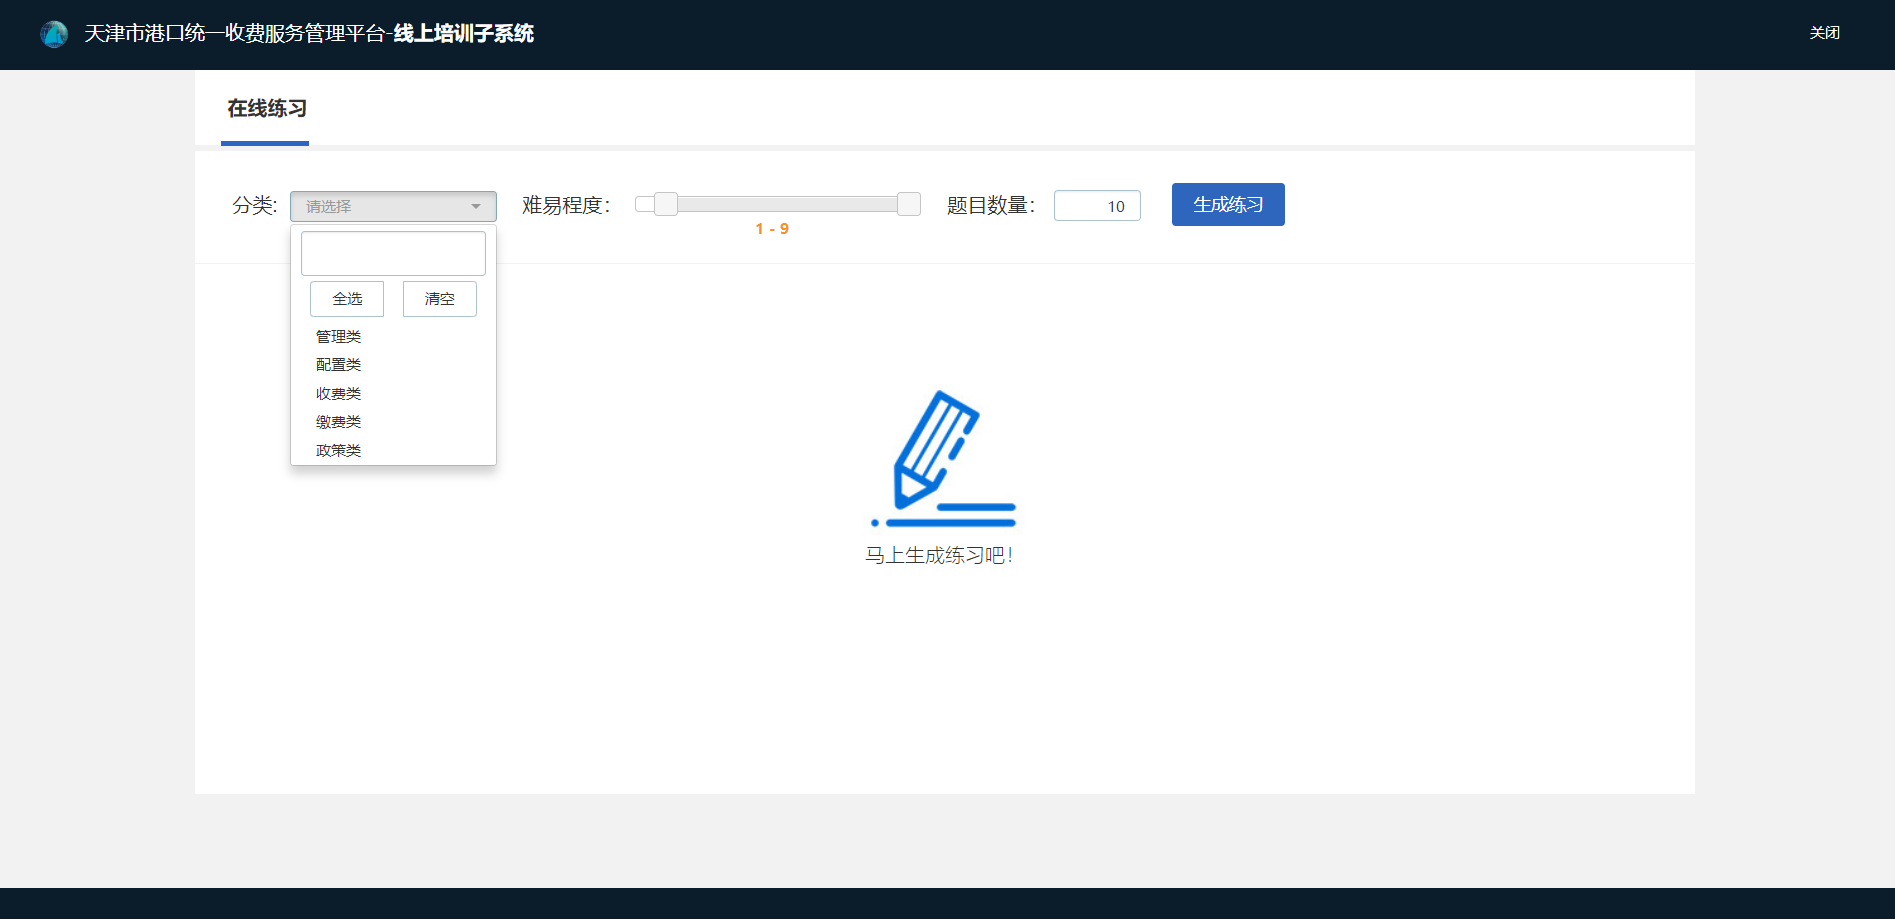 天津市港口统一收费服务管理平台-线上培训子系统
关闭
在线练习
分类: 请选择 难易程度: 题目数量: 10 生成练习
1 - 9
全选 清空
管理类
配置类
收费类
缴费类
政策类
马上生成练习吧!